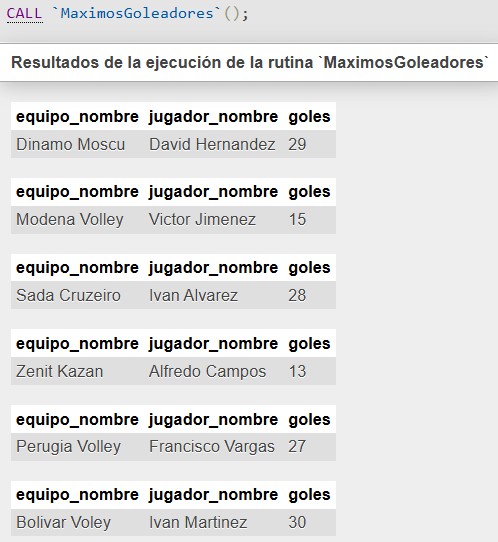 CALL `MaximosGoleadores`();
Resultados de la ejecución de la rutina `MaximosGoleadores`
equipo_nombre jugador_nombre goles
Dinamo Moscu David Hernandez 29
equipo_nombre jugador_nombre goles
Modena Volley Victor Jimenez 15
equipo_nombre jugador_nombre goles
Sada Cruzeiro Ivan Alvarez 28
equipo_nombre jugador_nombre goles
Zenit Kazan Alfredo Campos 13
equipo_nombre jugador_nombre goles
Perugia Volley Francisco Vargas 27
equipo_nombre jugador_nombre goles
Bolivar Voley Ivan Martinez 30